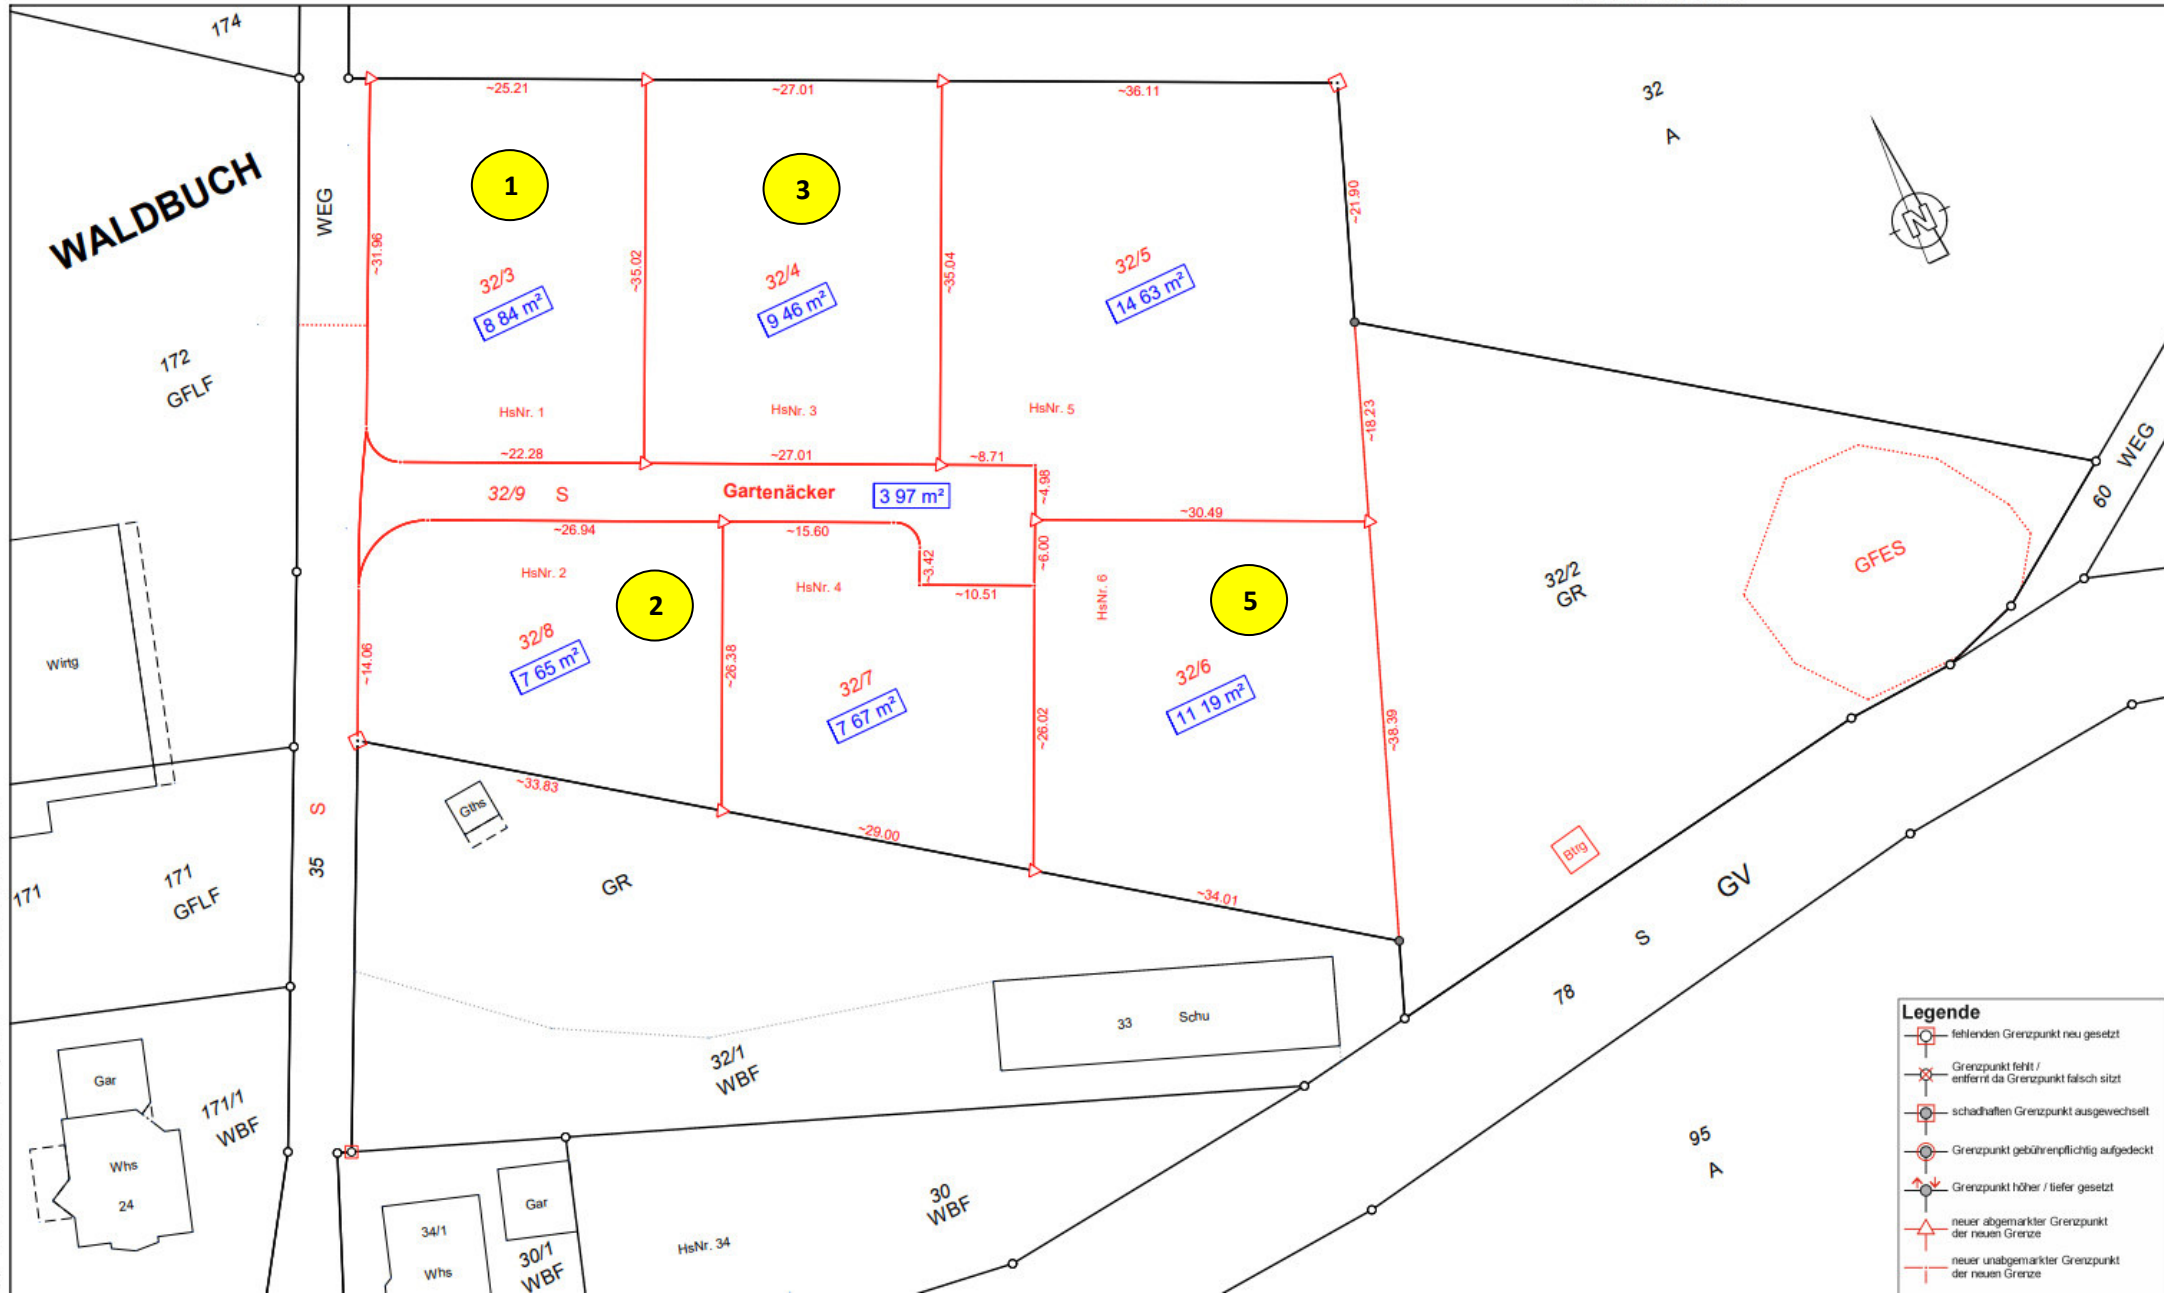 174
WALDBUCH
WEG
~25.21
~27.01
~36.11
32
A
N
1
3
~31.96
~35.02
~35.04
~21.90
32/3
8 84 m²
32/4
9 46 m²
32/5
14 63 m²
172
GFLF
HsNr. 1
HsNr. 3
HsNr. 5
~18.23
WEG
60
~22.28
~27.01
~8.71
~4.98
32/9 S
Gartenäcker
3 97 m²
~26.94
~15.60
~30.49
~3.42
~6.00
~10.51
HsNr. 2
HsNr. 4
HsNr. 6
2
5
32/2
GR
GFES
Wirtg
~14.06
32/8
7 65 m²
~26.38
32/7
7 67 m²
~26.02
32/6
11 19 m²
~38.39
~33.83
~29.00
~34.01
S
35
Gths
GR
171
171
GFLF
Btrg
GV
S
78
33 Schu
32/1
WBF
Gar
171/1
WBF
Whs
24
95
A
Gar
34/1
Whs
30/1
WBF
HsNr. 34
30
WBF
Legende
fehlenden Grenzpunkt neu gesetzt
Grenzpunkt fehlt /
entfernt da Grenzpunkt falsch sitzt
schadhaften Grenzpunkt ausgewechselt
Grenzpunkt gebührenpflichtig aufgedeckt
Grenzpunkt höher / tiefer gesetzt
neuer abgemarkter Grenzpunkt
der neuen Grenze
neuer unabgemarkter Grenzpunkt
der neuen Grenze